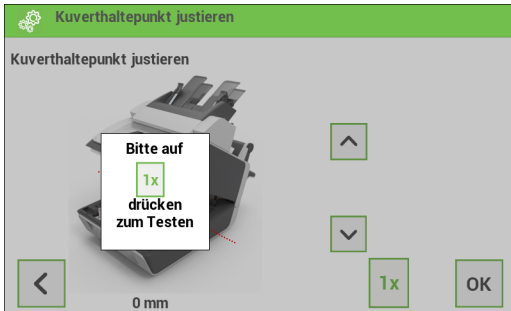 Kuverthaltepunkt justieren
Kuverthaltepunkt justieren
Bitte auf
1x
drücken
zum Testen
0 mm
1x
OK